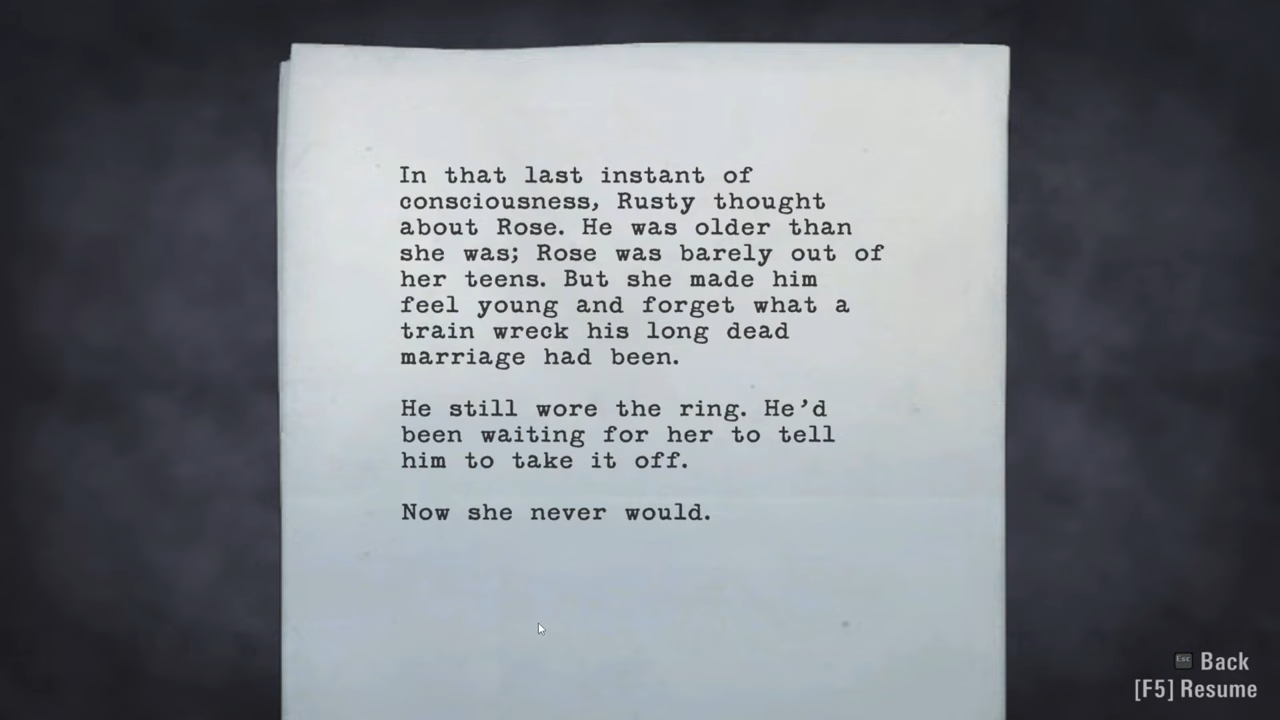 In that last instant of
consciousness, Rusty thought
about Rose. He was older than
she was; Rose was barely out of
her teens. But she made him
feel young and forget what a
train wreck his long dead
marriage had been.
He still wore the ring. He’d
been waiting for her to tell
him to take it off.
Now she never would.
Esc Back
[F5] Resume